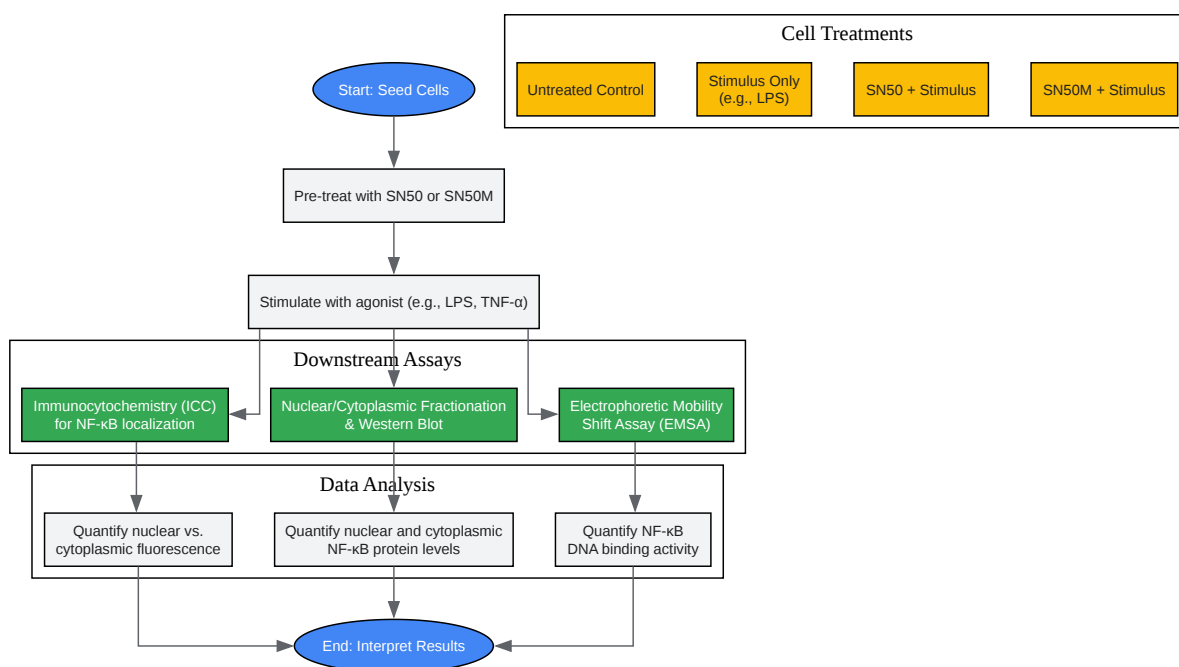 Cell Treatments
Untreated Control
Stimulus Only
(e.g., LPS)
SN50 + Stimulus
SN50M + Stimulus
Start: Seed Cells
Pre-treat with SN50 or SN50M
Stimulate with agonist (e.g., LPS, TNF-α)
Downstream Assays
Immunocytochemistry (ICC)
for NF-κB localization
Nuclear/Cytoplasmic Fractionation
& Western Blot
Electrophoretic Mobility
Shift Assay (EMSA)
Data Analysis
Quantify nuclear vs.
cytoplasmic fluorescence
Quantify nuclear and cytoplasmic
NF-κB protein levels
Quantify NF-κB
DNA binding activity
End: Interpret Results